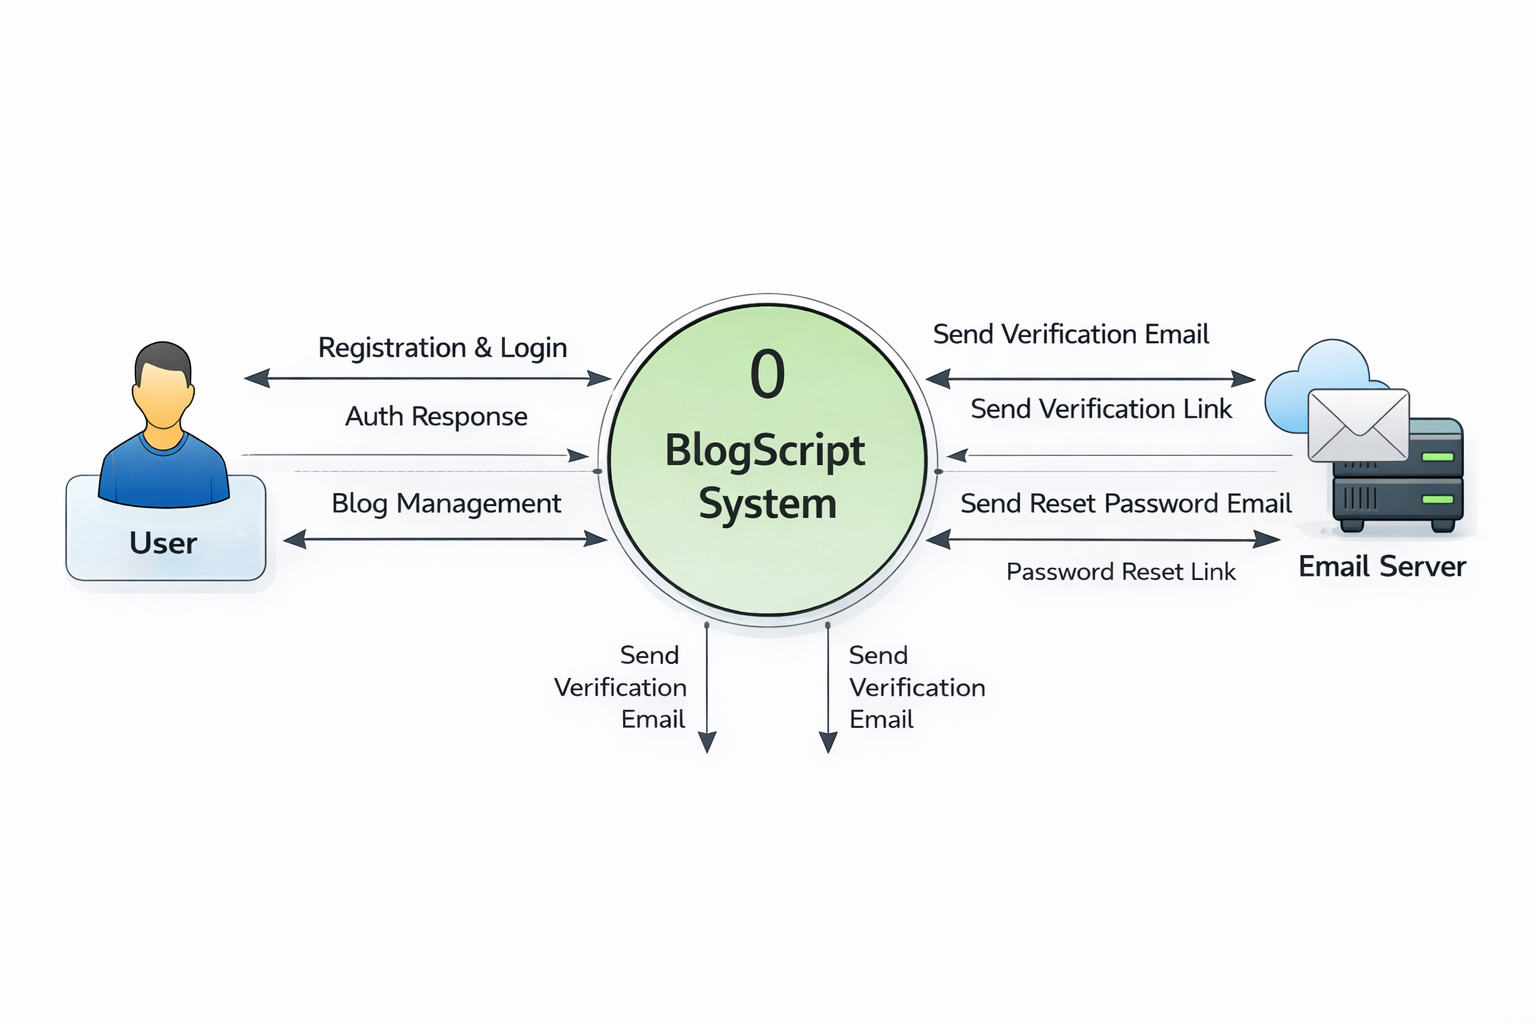 Registration & Login
Auth Response
Blog Management
User
0
BlogScript
System
Send Verification Email
Send Verification Link
Send Reset Password Email
Password Reset Link
Email Server
Send
Verification
Email
Send
Verification
Email